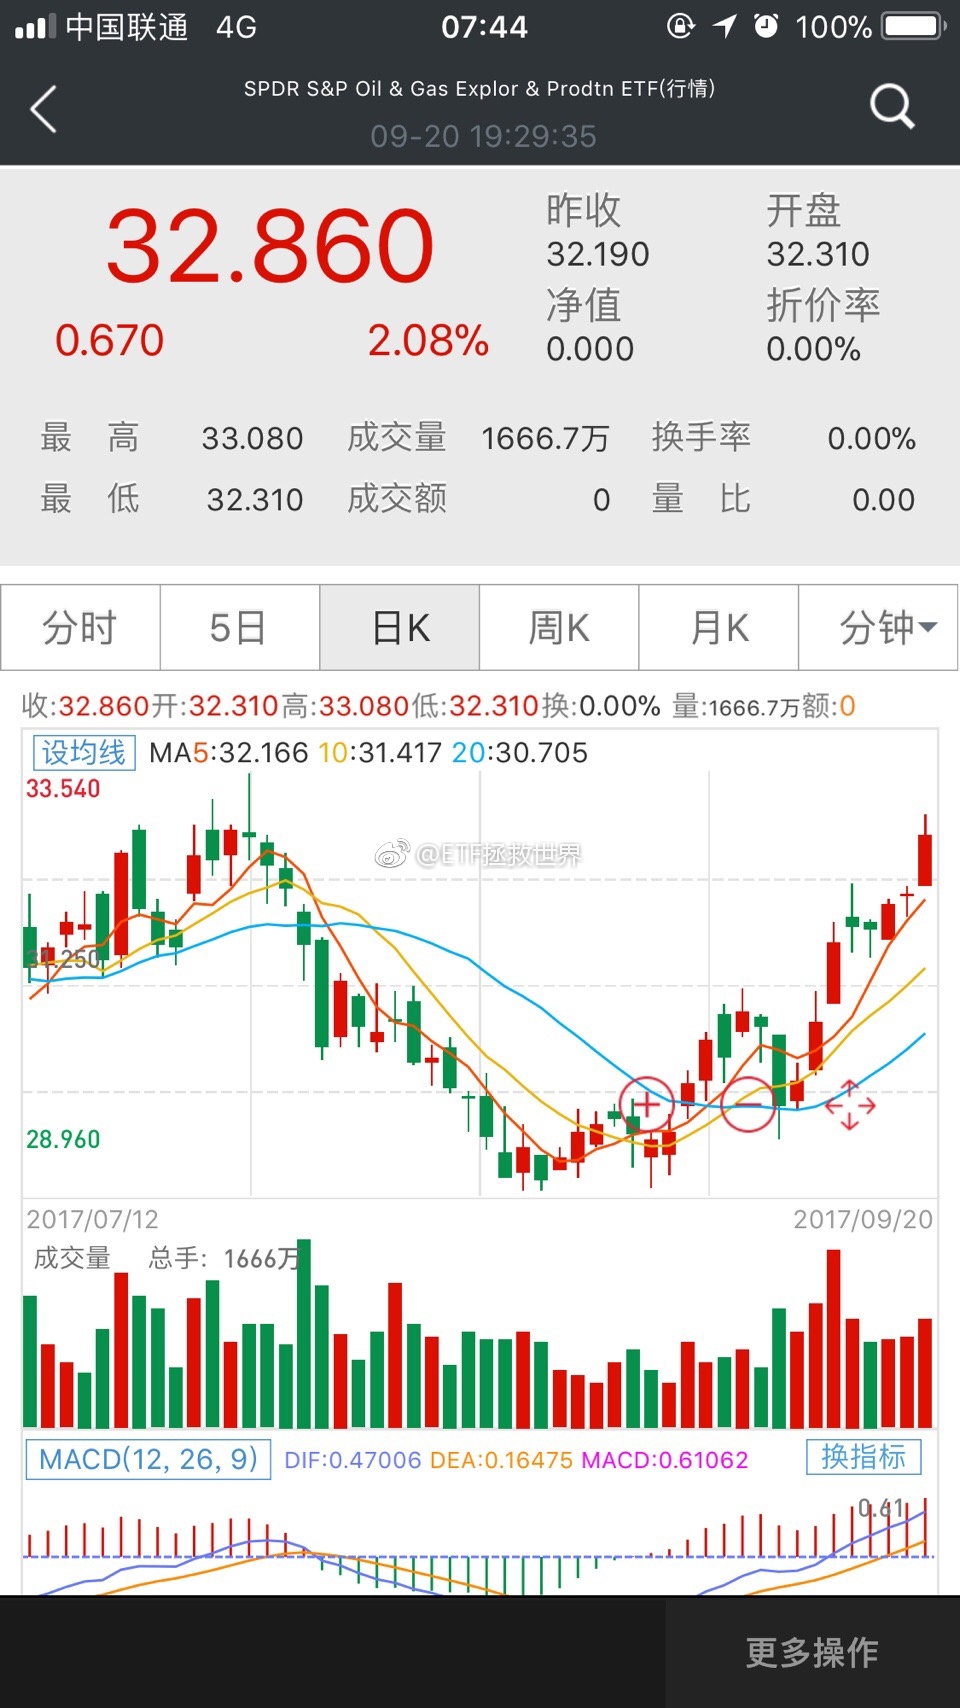 中国联通 4G 07:44 100%
SPDR S&P Oil & Gas Explor & Prodtn ETF(行情)
09-20 19:29:35
32.860
0.670 2.08%
昨收 开盘
32.190 32.310
净值 折价率
0.000 0.00%
最高 33.080 成交量 1666.7万 换手率 0.00%
最低 32.310 成交额 0 量比 0.00
分时 5日 日K 周K 月K 分钟
收:32.860开:32.310高:33.080低:32.310换:0.00% 量:1666.7万额:0
设均线 MA5:32.166 10:31.417 20:30.705
33.540
@ETF拯救世界
31.250
28.960
2017/07/12 2017/09/20
成交量 总手: 1666万
MACD(12, 26, 9) DIF:0.47006 DEA:0.16475 MACD:0.61062 换指标
0.61
更多操作